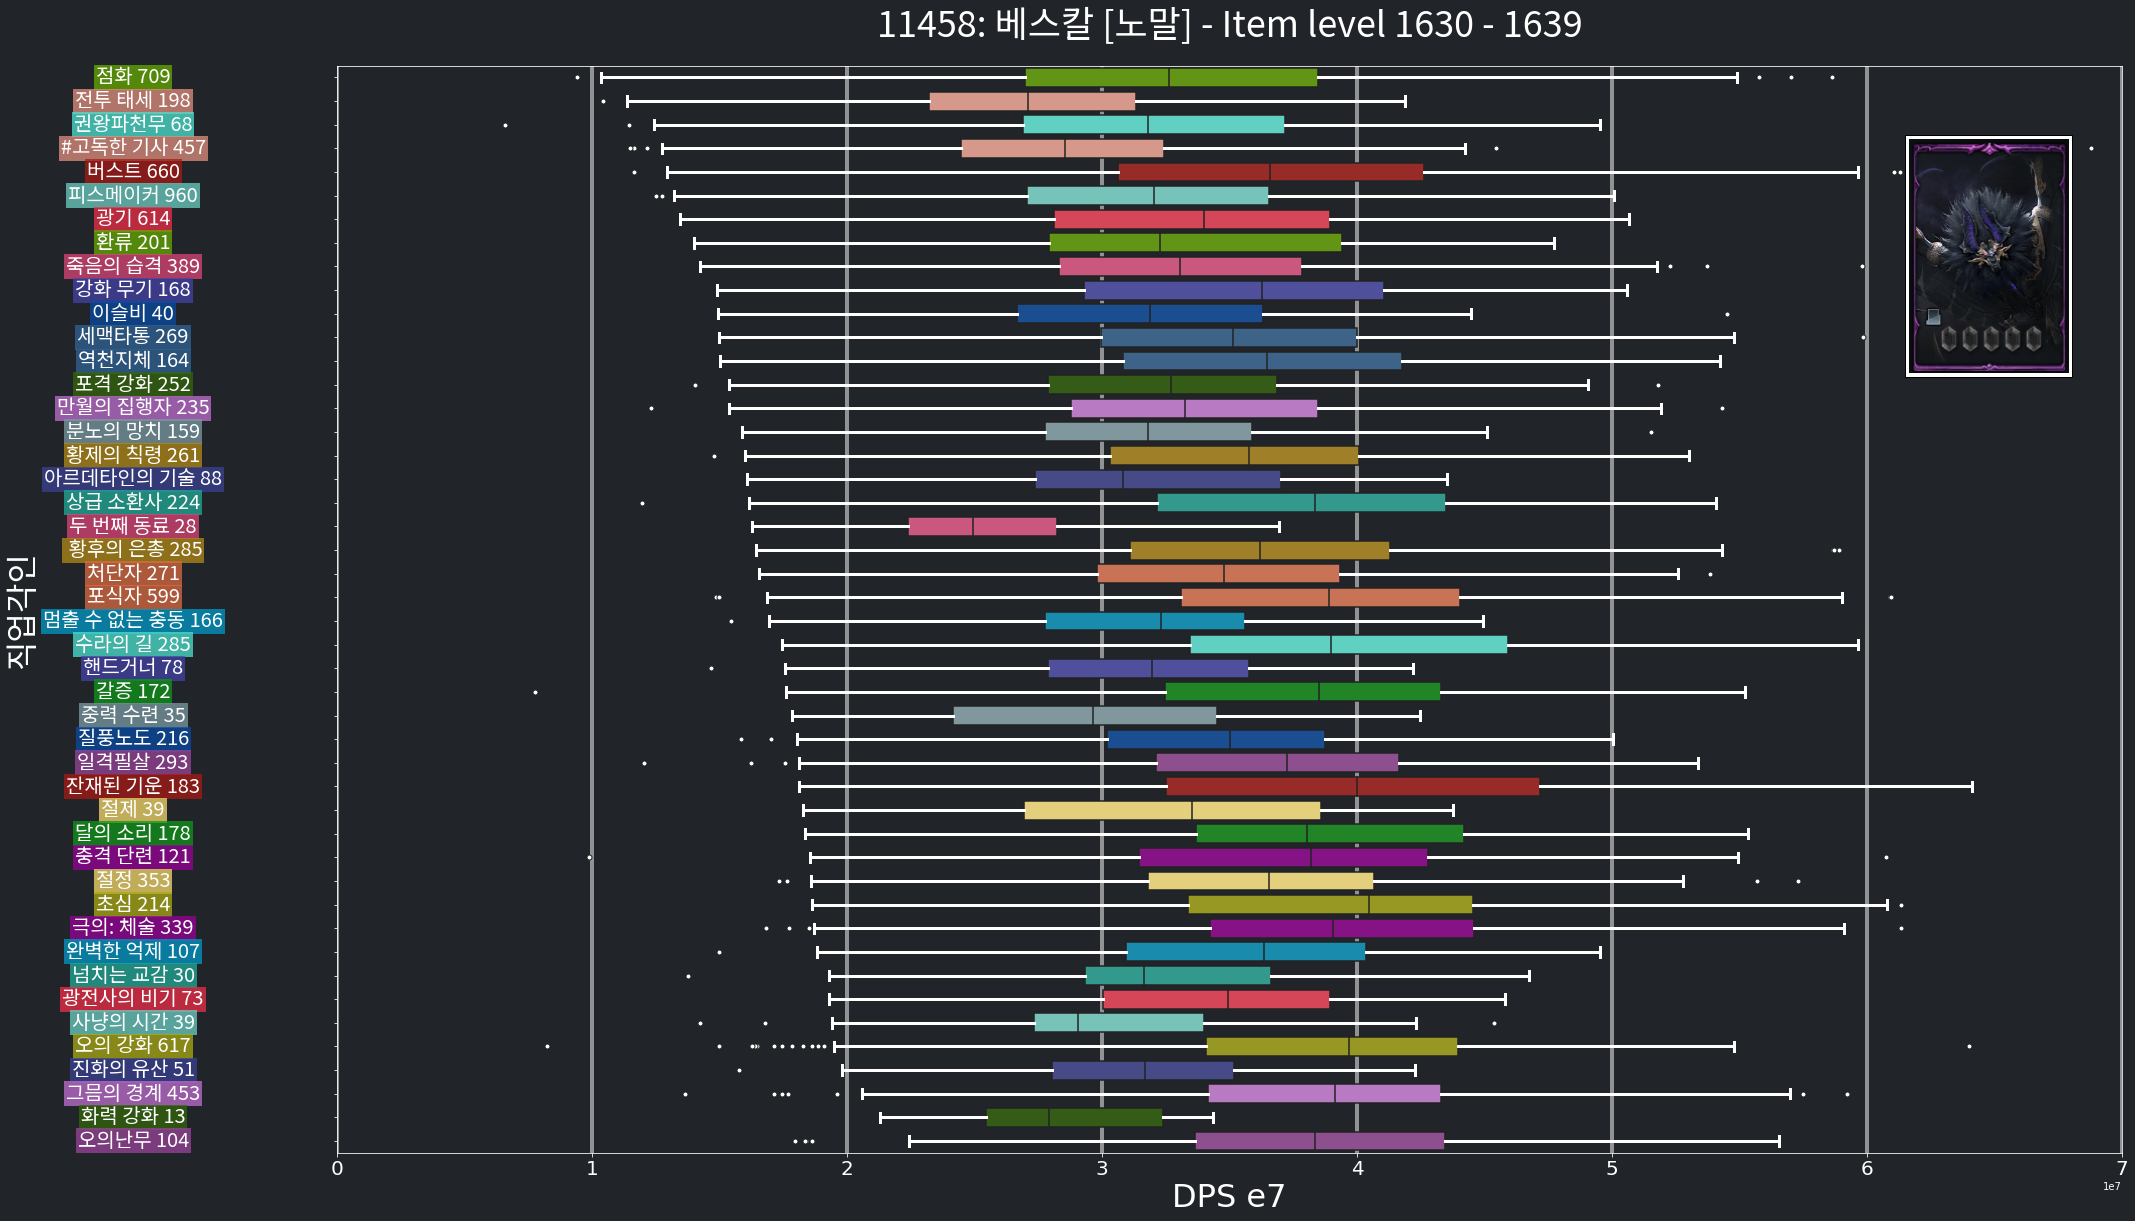 11458: 베스칼 [노말] - Item level 1630 - 1639
점화 709
전투 태세 198
권왕파천무 68
#고독한 기사 457
버스트 660
피스메이커 960
광기 614
환류 201
죽음의 습격 389
강화 무기 168
이슬비 40
세맥타통 269
역천지체 164
포격 강화 252
만월의 집행자 235
분노의 망치 159
황제의 칙령 261
아르데타인의 기술 88
상급 소환사 224
두 번째 동료 28
황후의 은총 285
처단자 271
포식자 599
멈출 수 없는 충동 166
수라의 길 285
핸드거너 78
갈증 172
중력 수련 35
질풍노도 216
일격필살 293
잔재된 기운 183
절제 39
달의 소리 178
충격 단련 121
절정 353
초심 214
극의: 체술 339
완벽한 억제 107
넘치는 교감 30
광전사의 비기 73
사냥의 시간 39
오의 강화 617
진화의 유산 51
그믐의 경계 453
화력 강화 13
오의난무 104
직업각인
0 1 2 3 4 5 6 7
1e7
DPS e7